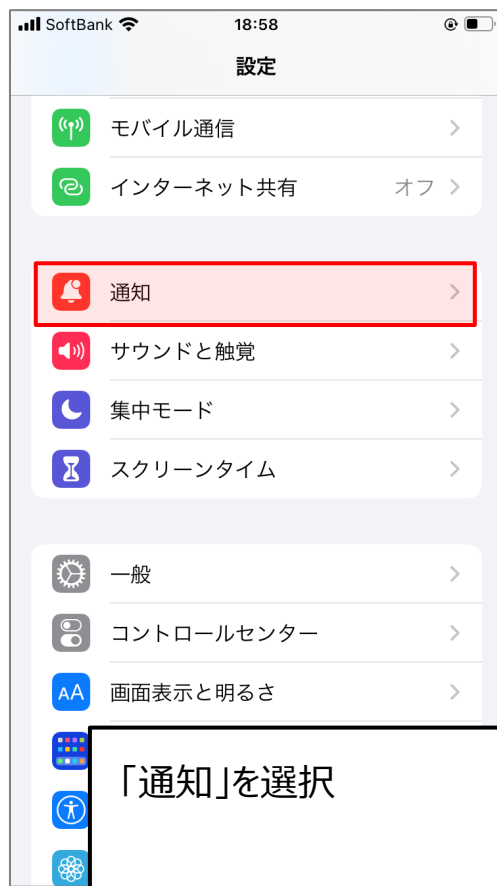 SoftBank 18:58
設定
モバイル通信
インターネット共有 オフ
通知
サウンドと触覚
集中モード
スクリーンタイム
一般
コントロールセンター
AA 画面表示と明るさ
「通知」を選択